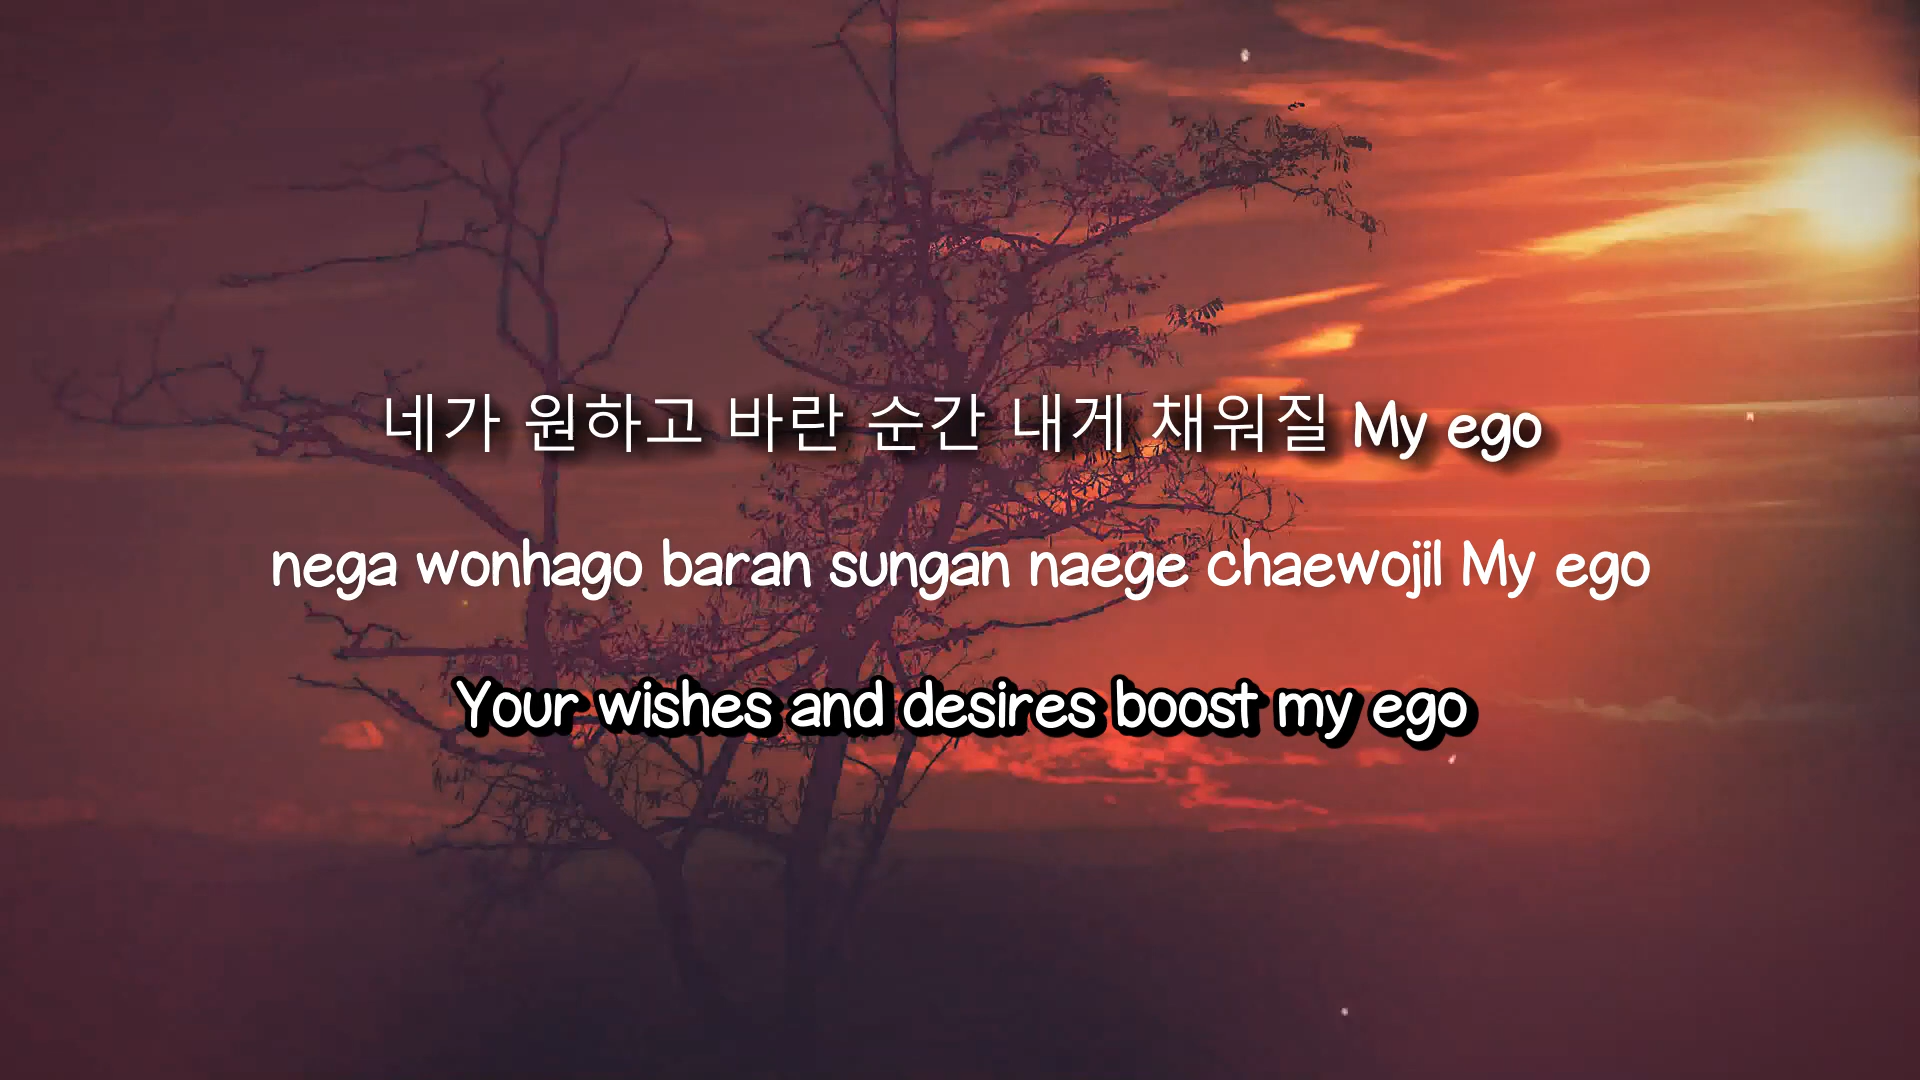 네가 원하고 바란 순간 내게 채워질 My ego
nega wonhago baran sungan naege chaewojil My ego
Your wishes and desires boost my ego